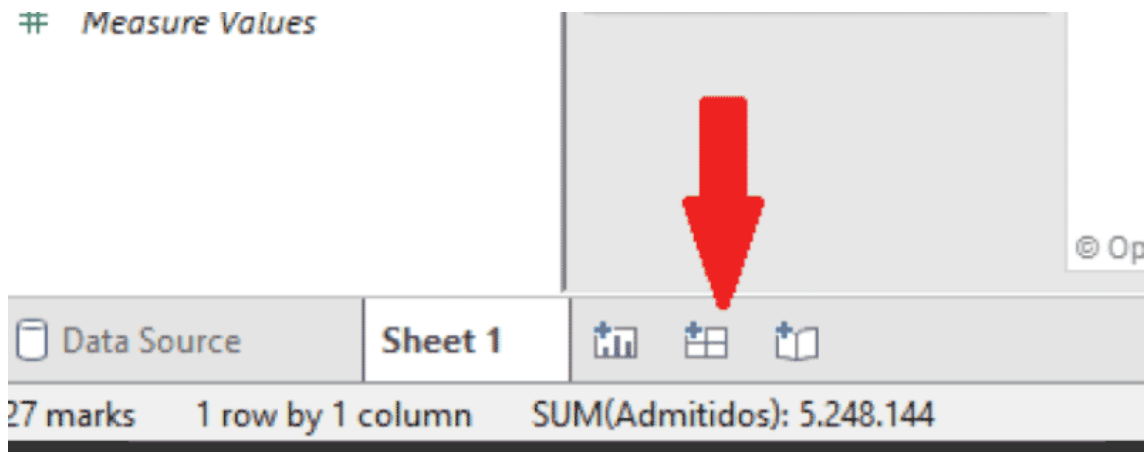 Measure Values
© Op
Data Source Sheet 1
27 marks 1 row by 1 column SUM(Admitidos): 5.248.144